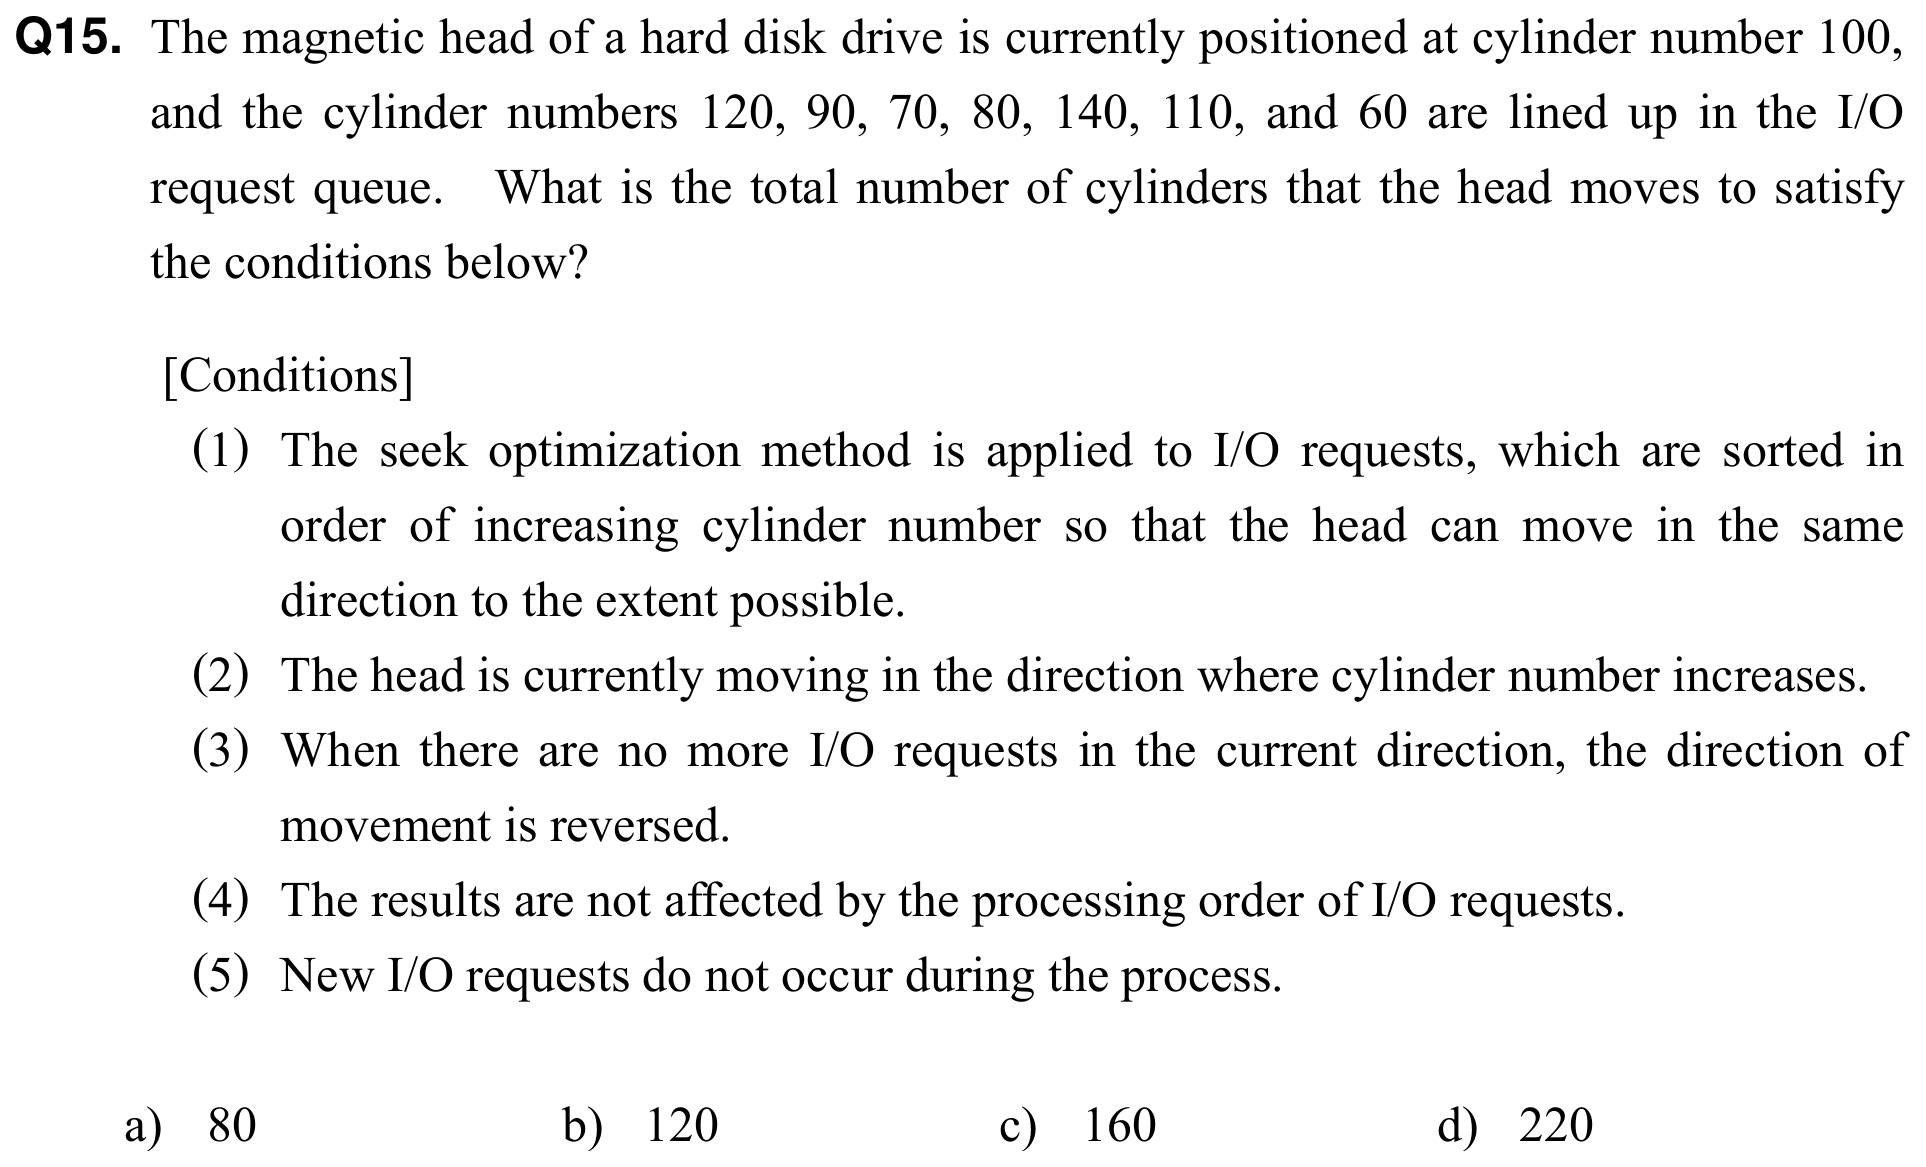 Q15. The magnetic head of a hard disk drive is currently positioned at cylinder number 100,
and the cylinder numbers 120, 90, 70, 80, 140, 110, and 60 are lined up in the I/O
request queue. What is the total number of cylinders that the head moves to satisfy
the conditions below?
[Conditions]
(1) The seek optimization method is applied to I/O requests, which are sorted in
order of increasing cylinder number so that the head can move in the same
direction to the extent possible.
(2) The head is currently moving in the direction where cylinder number increases.
(3) When there are no more I/O requests in the current direction, the direction of
movement is reversed.
(4) The results are not affected by the processing order of I/O requests.
(5) New I/O requests do not occur during the process.
a) 80 b) 120 c) 160 d) 220